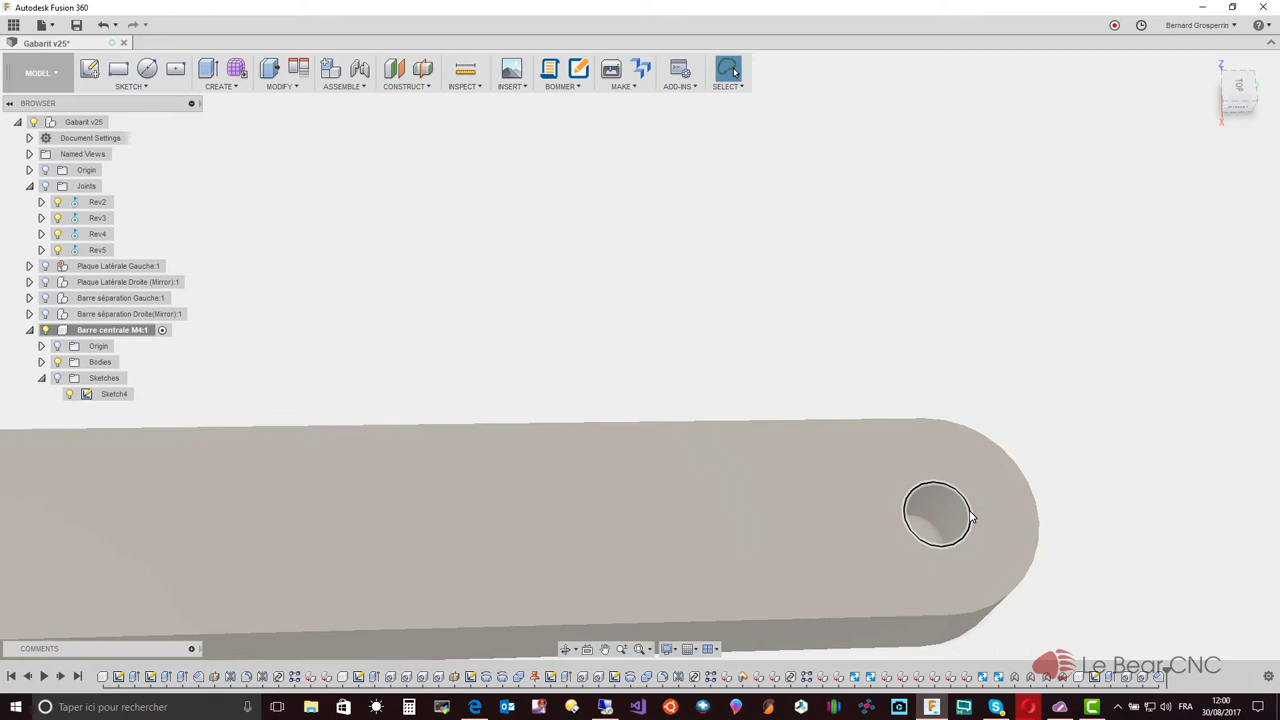 Autodesk Fusion 360
Bernard Grosperrin
Gabarit v25*
MODEL
SKETCH
CREATE
MODIFY
ASSEMBLE
CONSTRUCT
INSPECT
INSERT
BOMMER
MAKE
ADD-INS
SELECT
TOP
Z
X
BROWSER
Gabarit v25
Document Settings
Named Views
Origin
Joints
Rev2
Rev3
Rev4
Rev5
Plaque Latérale Gauche:1
Plaque Latérale Droite (Mirror):1
Barre séparation Gauche:1
Barre séparation Droite(Mirror):1
Barre centrale M4:1
Origin
Bodies
Sketches
Sketch4
COMMENTS
Le Bear CNC
Taper ici pour rechercher
FRA
12:00
30/08/2017